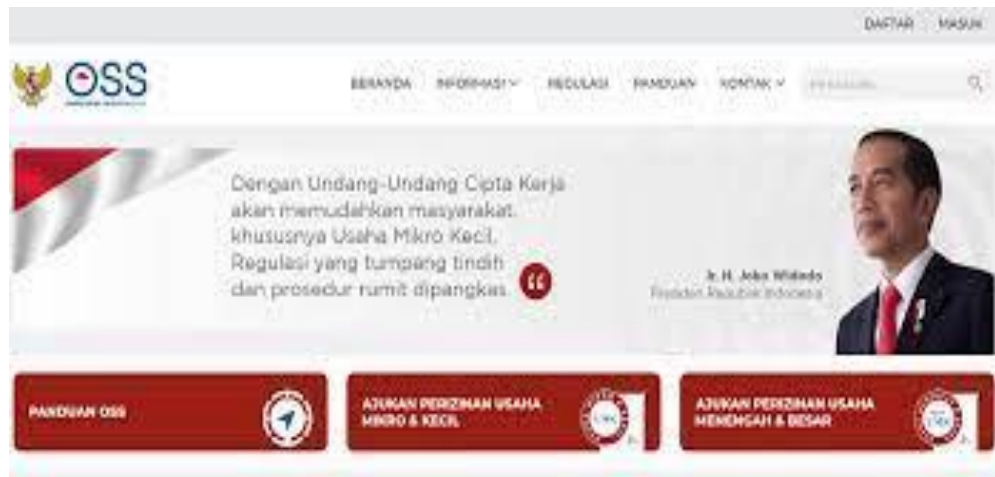 DAFTAR MASUK
OSS
BERANDA INFORMASI REGULASI PANDUAN KONTAK
Dengan Undang-Undang Cipta Kerja
akan memudahkan masyarakat,
khususnya Usaha Mikro Kecil.
Regulasi yang tumpang tindih
dan prosedur rumit dipangkas.
Ir. H. Joko Widodo
Presiden Republik Indonesia
PANDUAN OSS
AJUKAN PERIZINAN USAHA
MIKRO & KECIL
AJUKAN PERIZINAN USAHA
MENENGAH & BESAR